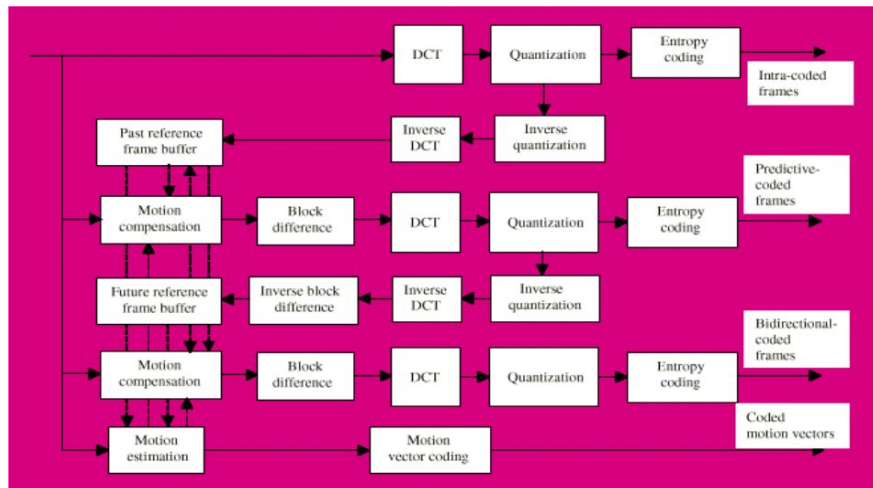 DCT
Quantization
Entropy
coding
Intra-coded
frames
Past reference
frame buffer
Inverse
DCT
Inverse
quantization
Predictive-
coded
frames
Motion
compensation
Block
difference
DCT
Quantization
Entropy
coding
Future reference
frame buffer
Inverse block
difference
Inverse
DCT
Inverse
quantization
Bidirectional-
coded
frames
Motion
compensation
Block
difference
DCT
Quantization
Entropy
coding
Coded
motion vectors
Motion
estimation
Motion
vector coding